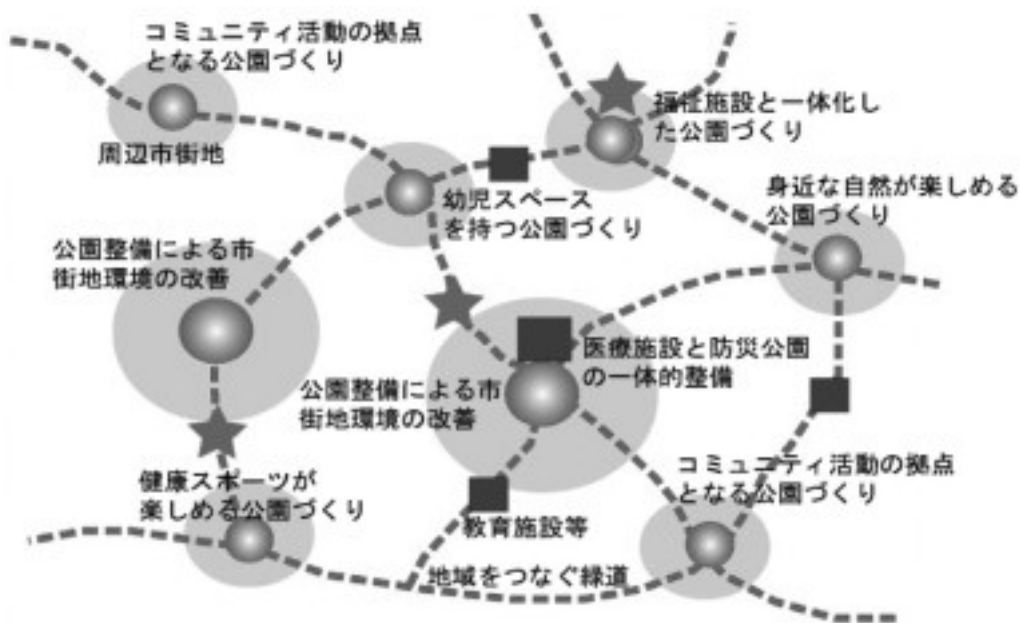 コミュニティ活動の拠点
となる公園づくり
周辺市街地
福祉施設と一体化し
た公園づくり
幼児スペース
を持つ公園づくり
身近な自然が楽しめる
公園づくり
公園整備による市
街地環境の改善
医療施設と防災公園
の一体的整備
公園整備による市
街地環境の改善
コミュニティ活動の拠点
となる公園づくり
健康スポーツが
楽しめる公園づくり
教育施設等
地域をつなぐ緑道